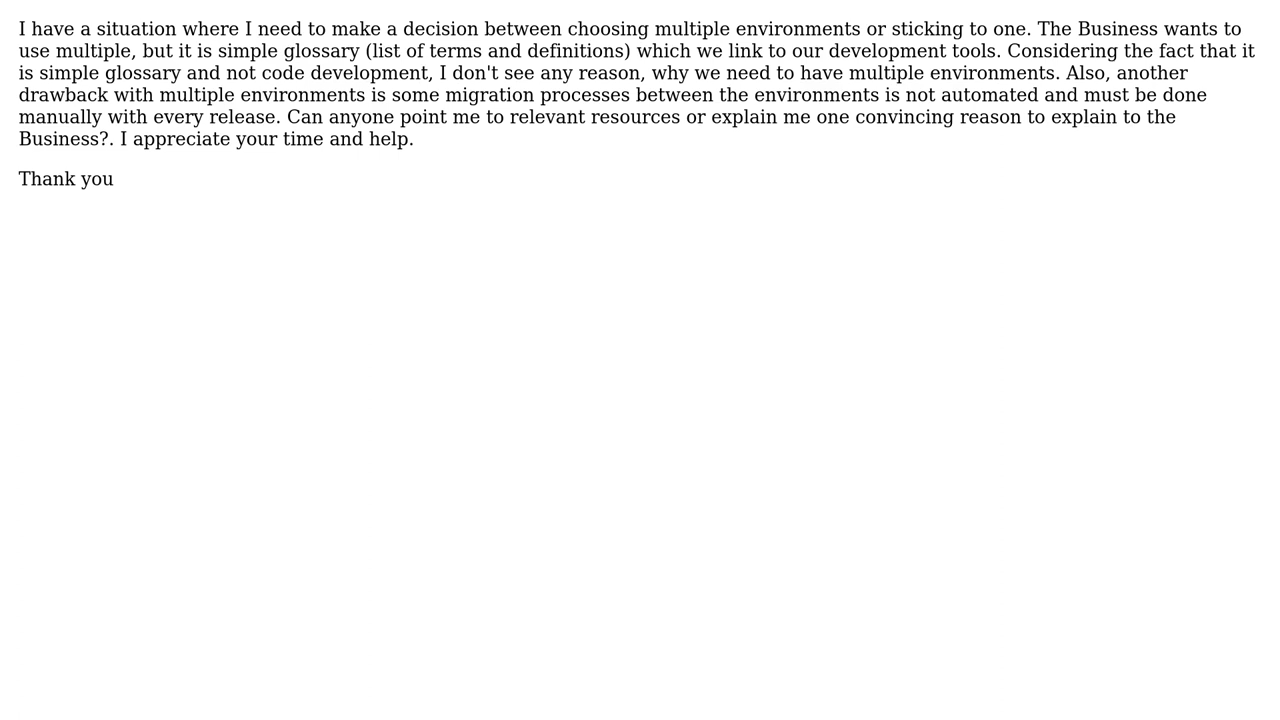 I have a situation where I need to make a decision between choosing multiple environments or sticking to one. The Business wants to
use multiple, but it is simple glossary (list of terms and definitions) which we link to our development tools. Considering the fact that it
is simple glossary and not code development, I don't see any reason, why we need to have multiple environments. Also, another
drawback with multiple environments is some migration processes between the environments is not automated and must be done
manually with every release. Can anyone point me to relevant resources or explain me one convincing reason to explain to the
Business?. I appreciate your time and help.
Thank you